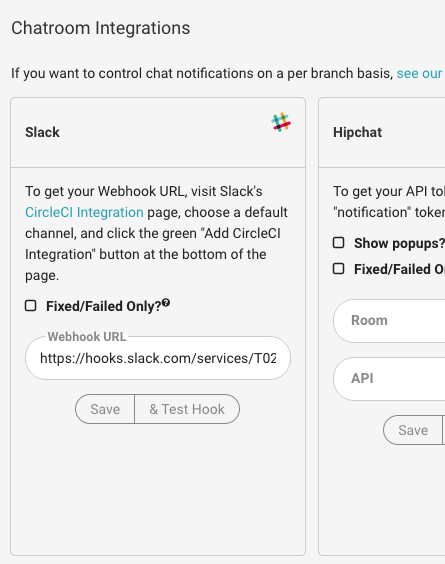 Chatroom Integrations
If you want to control chat notifications on a per branch basis, see our
Slack
To get your Webhook URL, visit Slack's
CircleCI Integration page, choose a default
channel, and click the green "Add CircleCI
Integration" button at the bottom of the
page.
Fixed/Failed Only?
Webhook URL
https://hooks.slack.com/services/T02
Save & Test Hook
Hipchat
To get your API to
"notification" token
Show popups?
Fixed/Failed O
Room
API
Save